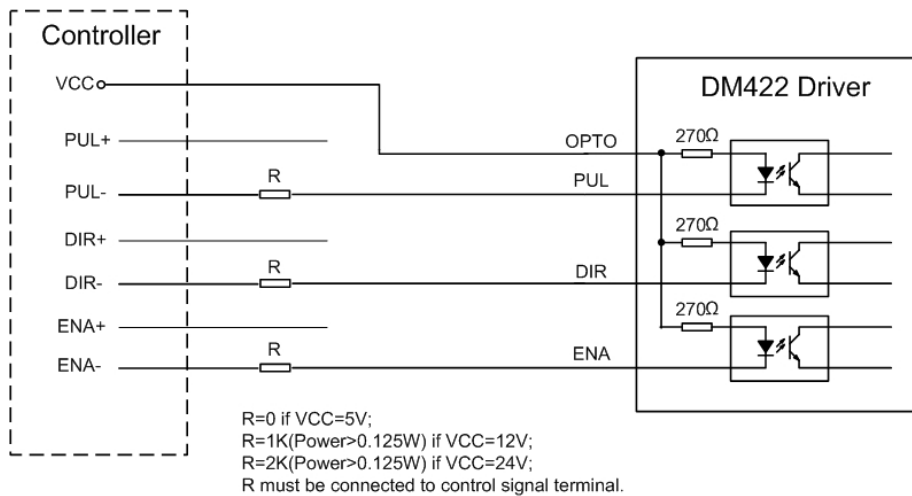 Controller
VCC
PUL+
PUL-
DIR+
DIR-
ENA+
ENA-
R
R
R
OPTO
PUL
DIR
ENA
DM422 Driver
270Ω
270Ω
270Ω
R=0 if VCC=5V;
R=1K(Power>0.125W) if VCC=12V;
R=2K(Power>0.125W) if VCC=24V;
R must be connected to control signal terminal.